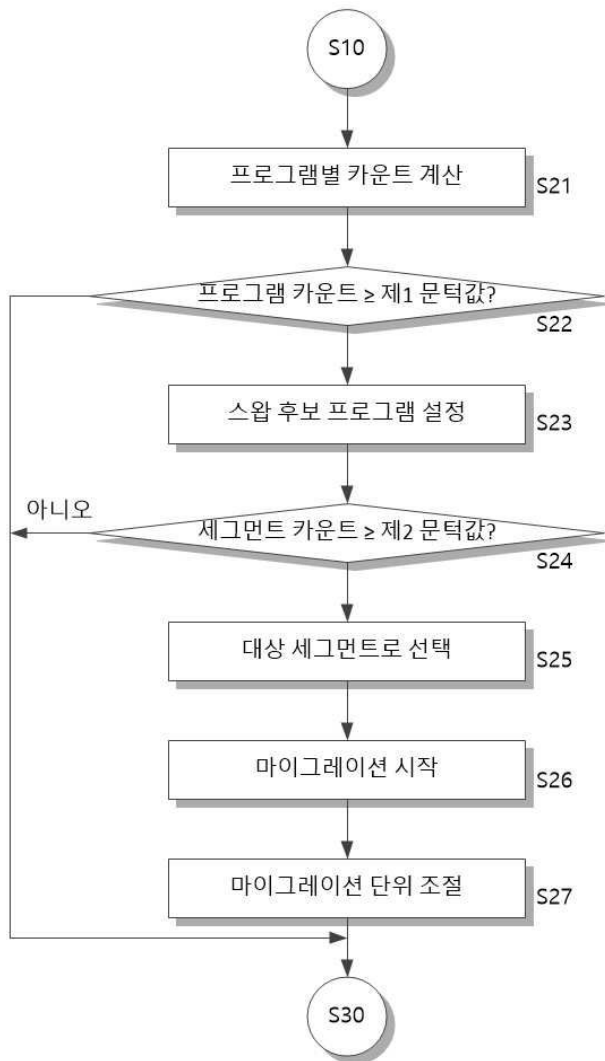 S10
프로그램별 카운트 계산
S21
프로그램 카운트 ≥ 제1 문턱값?
S22
스왑 후보 프로그램 설정
S23
아니오
세그먼트 카운트 ≥ 제2 문턱값?
S24
대상 세그먼트로 선택
S25
마이그레이션 시작
S26
마이그레이션 단위 조절
S27
S30